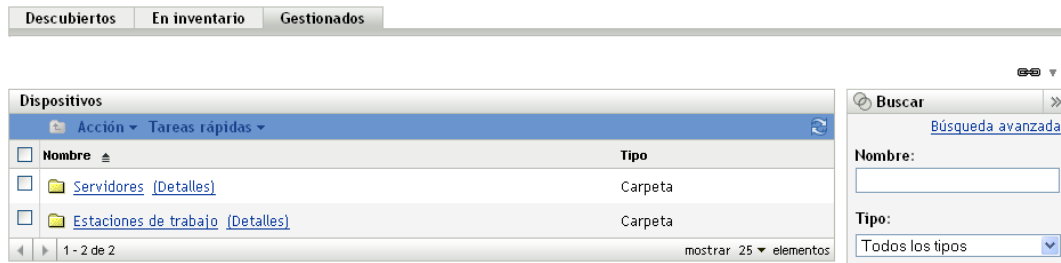 Descubiertos En inventario Gestionados
Dispositivos
Acción Tareas rápidas
Nombre Tipo
Servidores (Detalles) Carpeta
Estaciones de trabajo (Detalles) Carpeta
1 - 2 de 2 mostrar 25 elementos
Buscar
Búsqueda avanzada
Nombre:
Tipo:
Todos los tipos